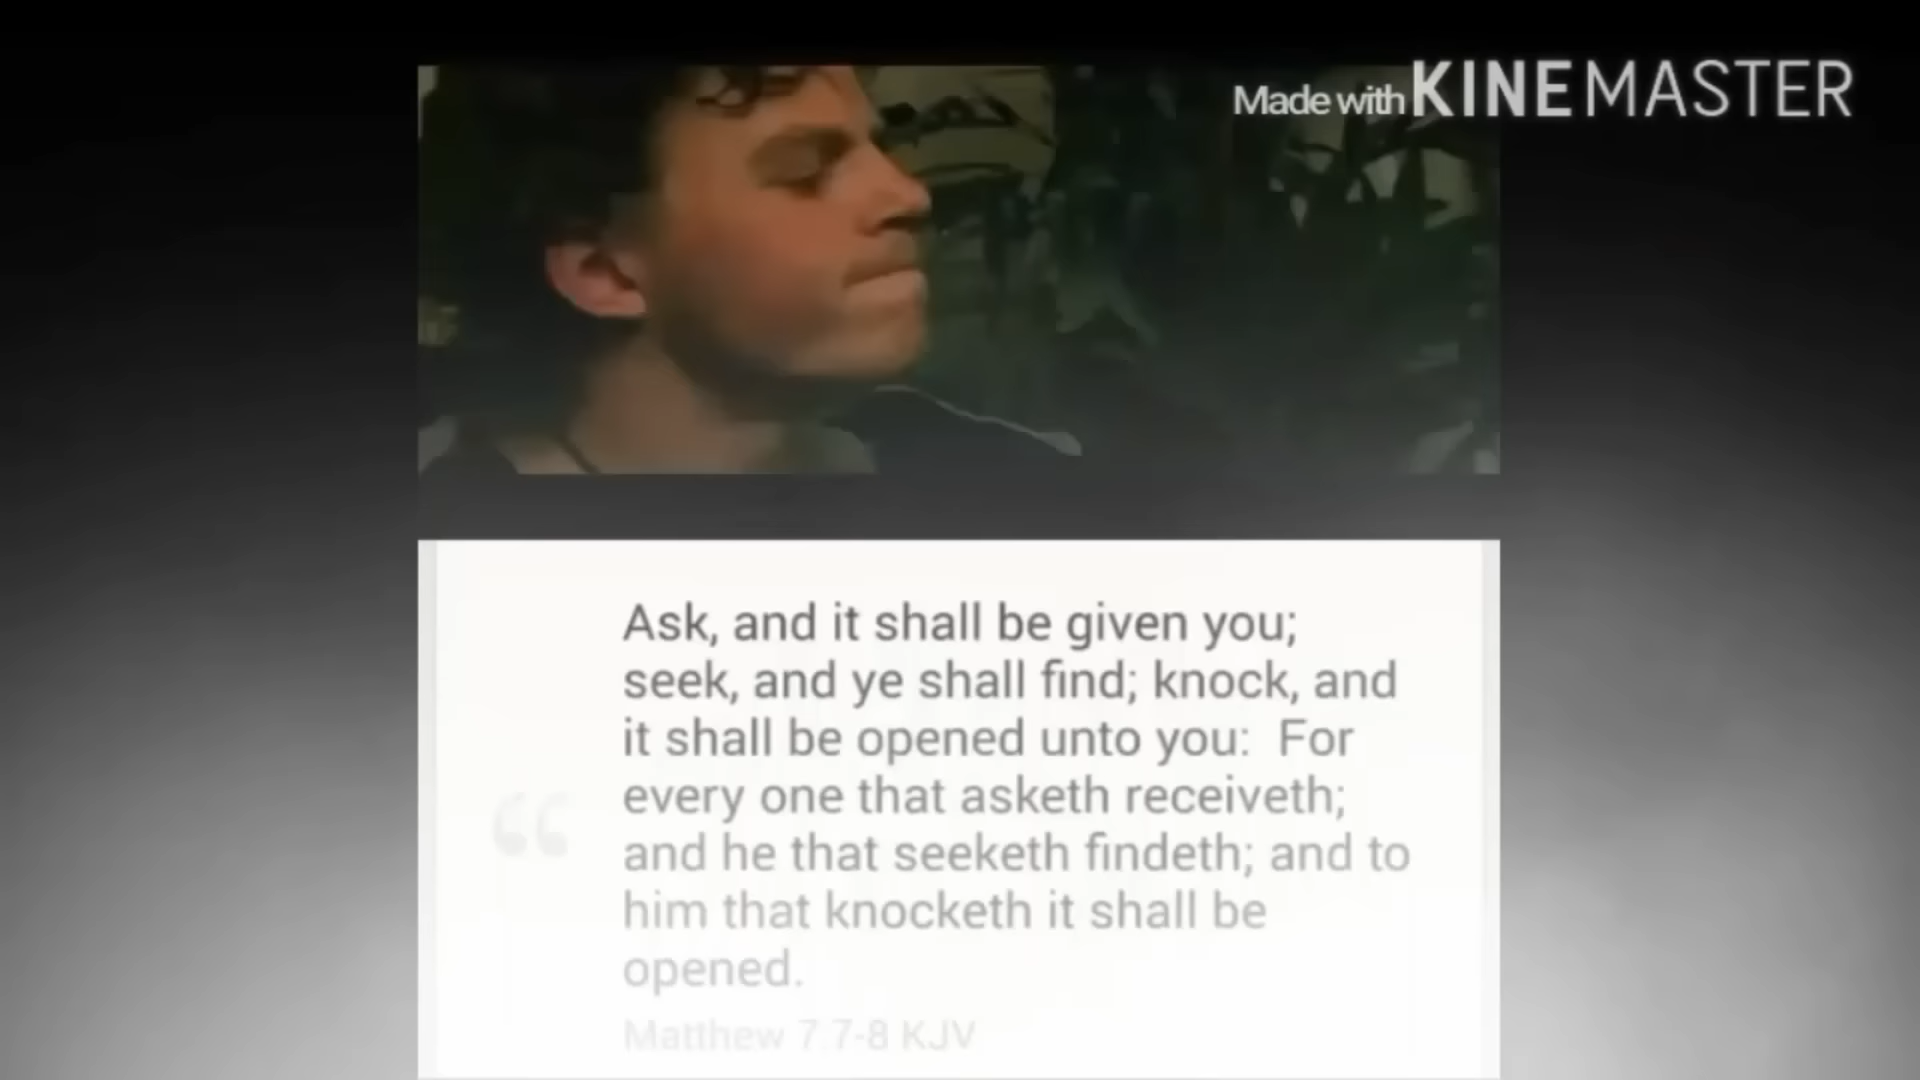 Made with KINEMASTER
Ask, and it shall be given you;
seek, and ye shall find; knock, and
it shall be opened unto you:  For
every one that asketh receiveth;
and he that seeketh findeth; and to
him that knocketh it shall be
opened.
Matthew 7.7-8 KJV